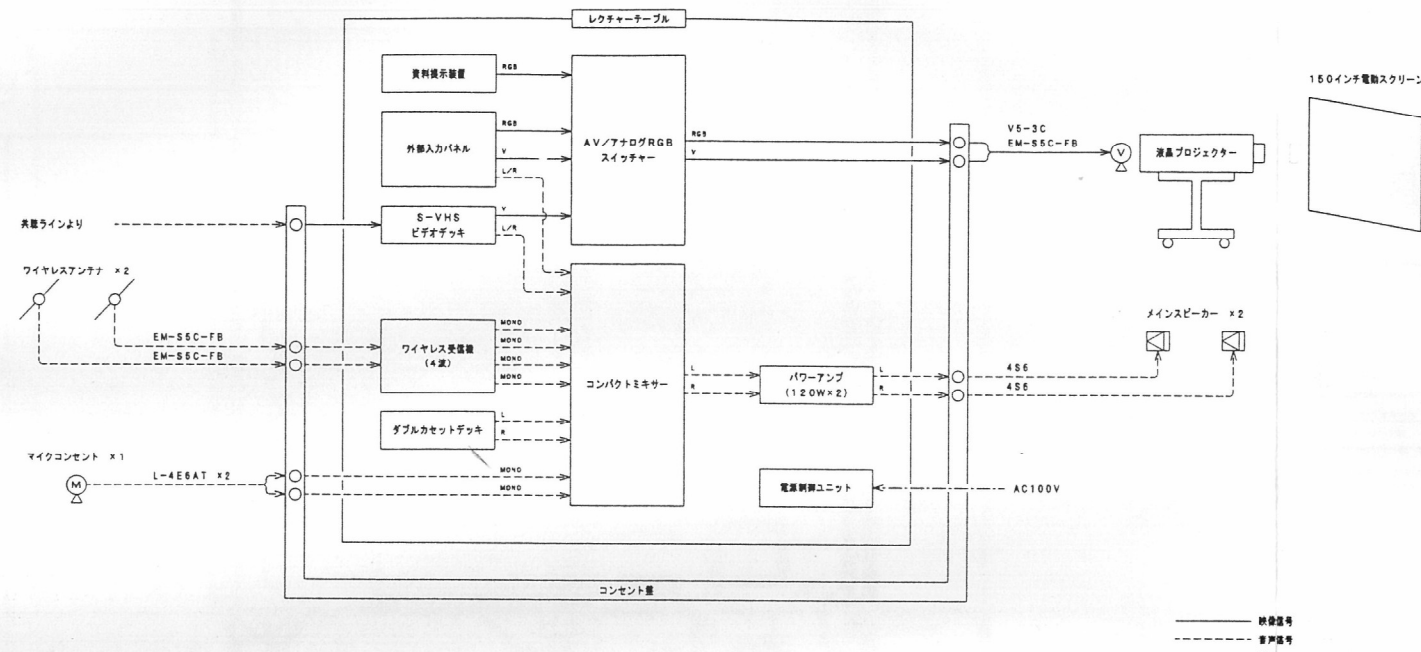 レクチャーテーブル
資料提示装置
RGB
外部入力パネル
RGB
V
L/R
AV/アナログRGB
スイッチャー
RGB
V
V5-3C
EM-S5C-FB
V
液晶プロジェクター
150インチ電動スクリーン
共聴ラインより
S-VHS
ビデオデッキ
V
L/R
ワイヤレスアンテナ ×2
EM-S5C-FB
EM-S5C-FB
ワイヤレス受信機
(4波)
MONO
MONO
MONO
MONO
コンパクトミキサー
L
R
パワーアンプ
(120W×2)
L
R
4S6
4S6
メインスピーカー ×2
ダブルカセットデッキ
L
R
マイクコンセント ×1
M
L-4E6AT ×2
MONO
MONO
電源制御ユニット
AC100V
コンセント盤
映像信号
音声信号